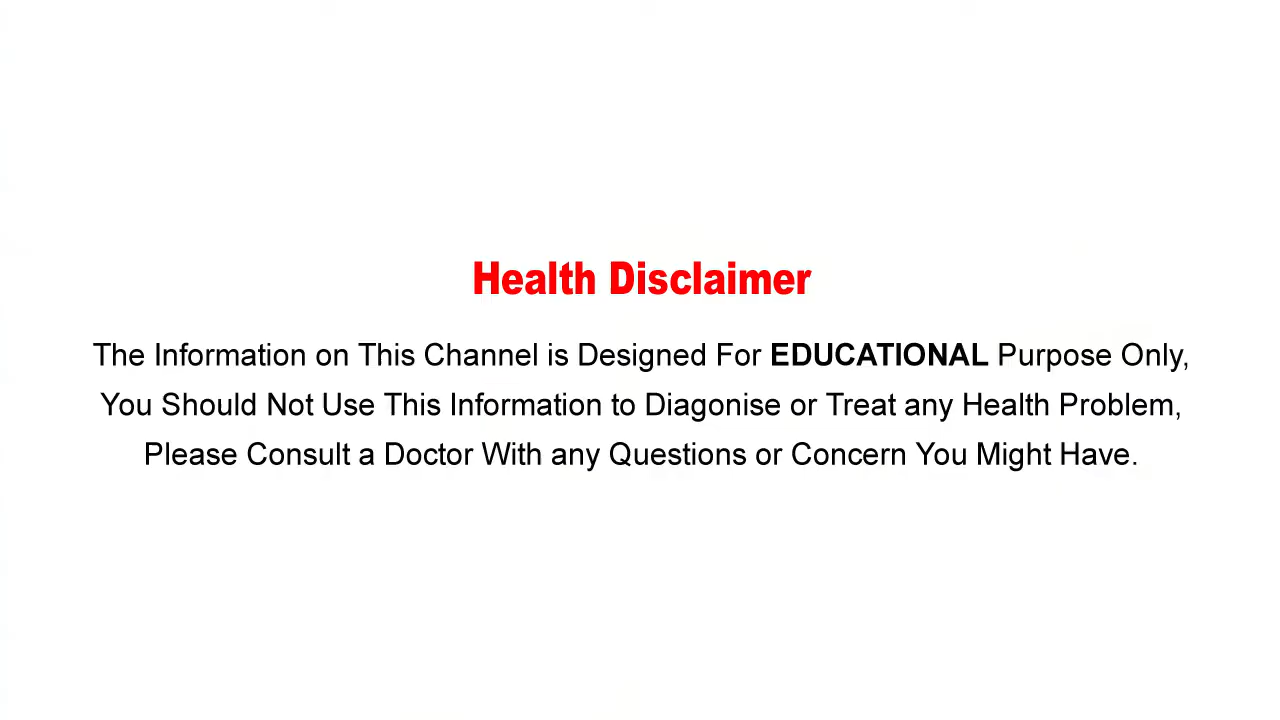 Health Disclaimer
The Information on This Channel is Designed For EDUCATIONAL Purpose Only,
You Should Not Use This Information to Diagonise or Treat any Health Problem,
Please Consult a Doctor With any Questions or Concern You Might Have.